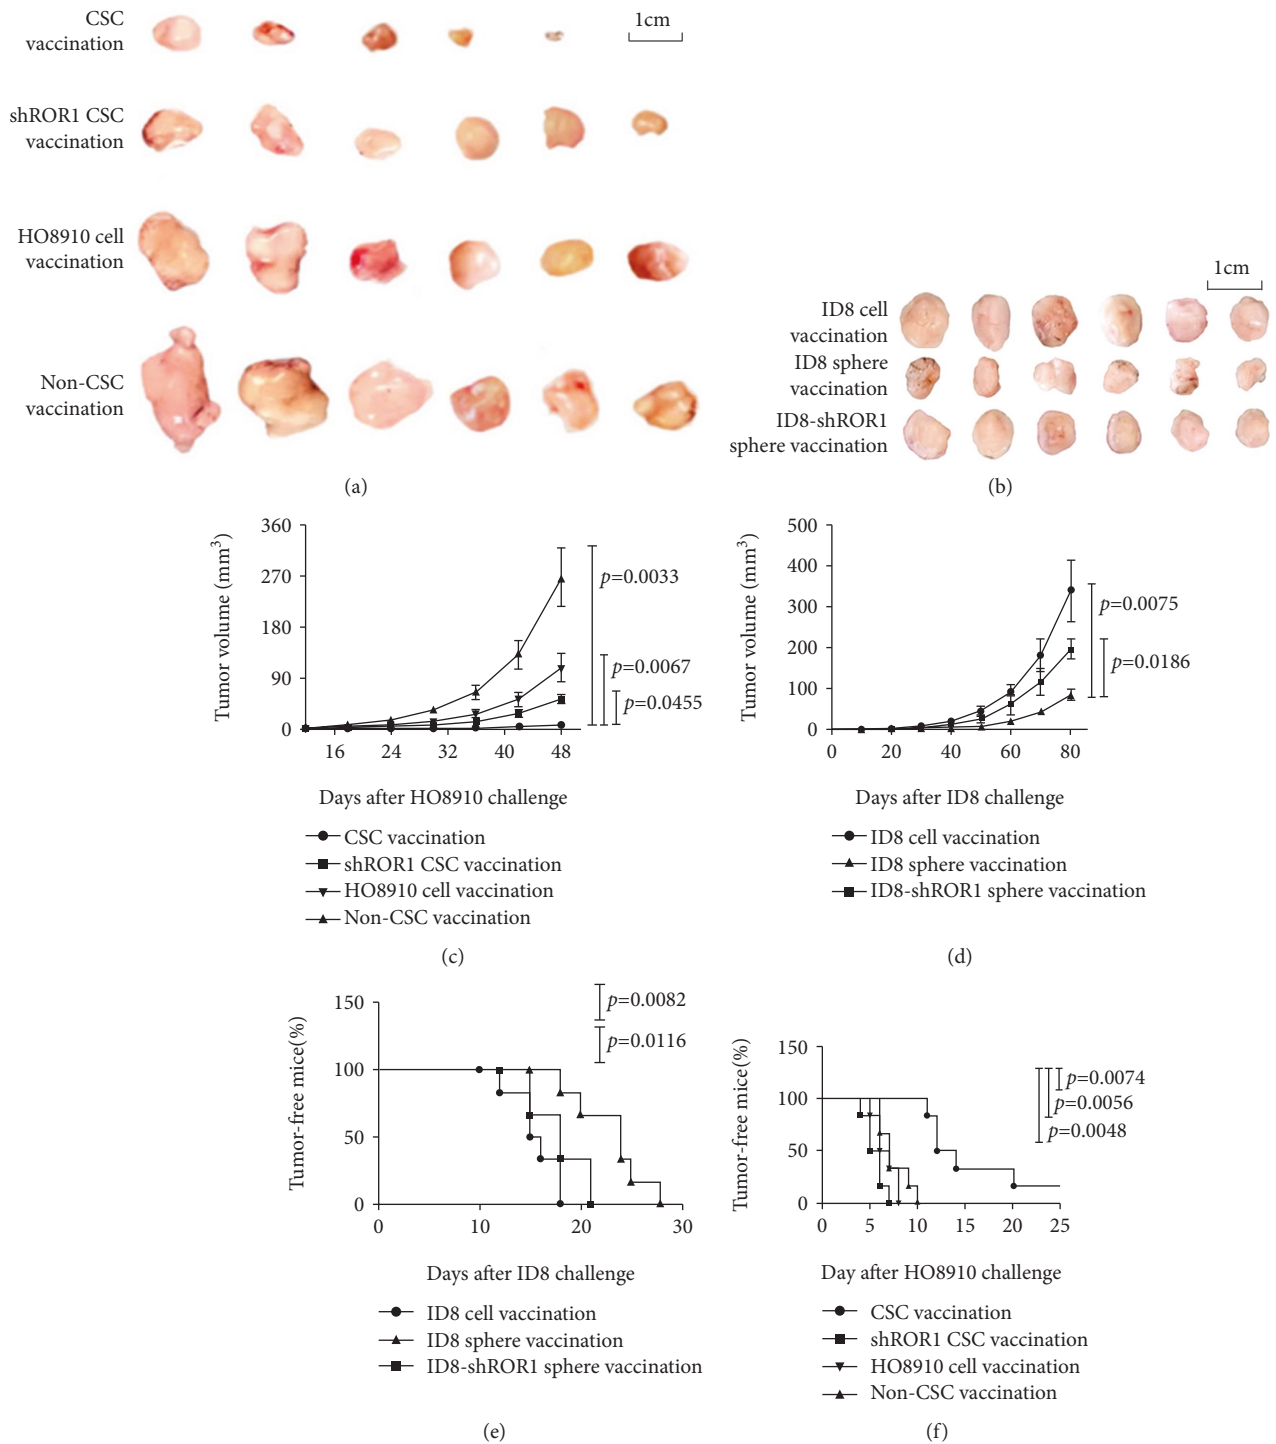 CSC
vaccination
1cm
shROR1 CSC
vaccination
HO8910 cell
vaccination
Non-CSC
vaccination
(a)
1cm
ID8 cell
vaccination
ID8 sphere
vaccination
ID8-shROR1
sphere vaccination
(b)
Tumor volume (mm³)
360
270
180
90
0
16 24 32 40 48
p=0.0033
p=0.0067
p=0.0455
Days after HO8910 challenge
CSC vaccination
shROR1 CSC vaccination
HO8910 cell vaccination
Non-CSC vaccination
(c)
Tumor volume (mm³)
500
400
300
200
100
0
0 20 40 60 80
p=0.0075
p=0.0186
Days after ID8 challenge
ID8 cell vaccination
ID8 sphere vaccination
ID8-shROR1 sphere vaccination
(d)
Tumor-free mice(%)
150
100
50
0
0 10 20 30
p=0.0082
p=0.0116
Days after ID8 challenge
ID8 cell vaccination
ID8 sphere vaccination
ID8-shROR1 sphere vaccination
(e)
Tumor-free mice(%)
150
100
50
0
0 5 10 15 20 25
p=0.0074
p=0.0056
p=0.0048
Day after HO8910 challenge
CSC vaccination
shROR1 CSC vaccination
HO8910 cell vaccination
Non-CSC vaccination
(f)